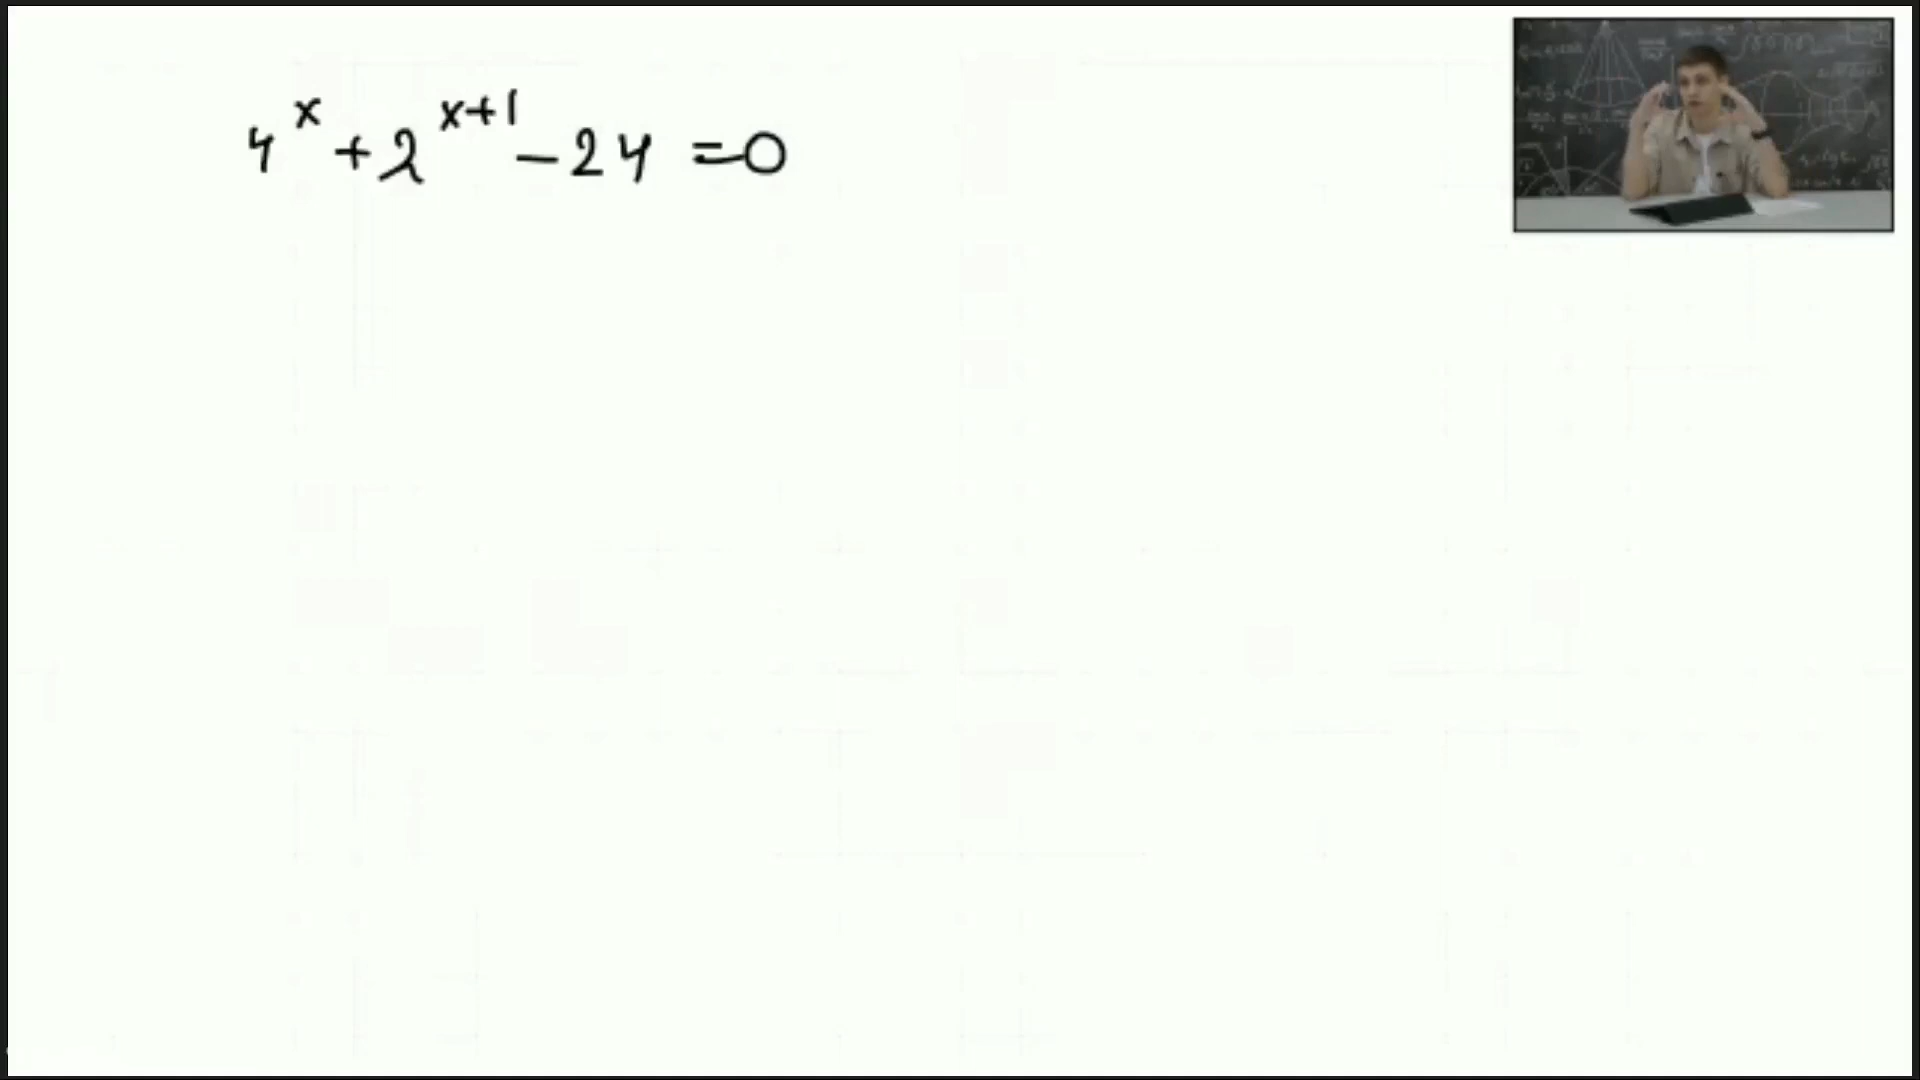 4^x + 2^{x+1} - 24 = 0